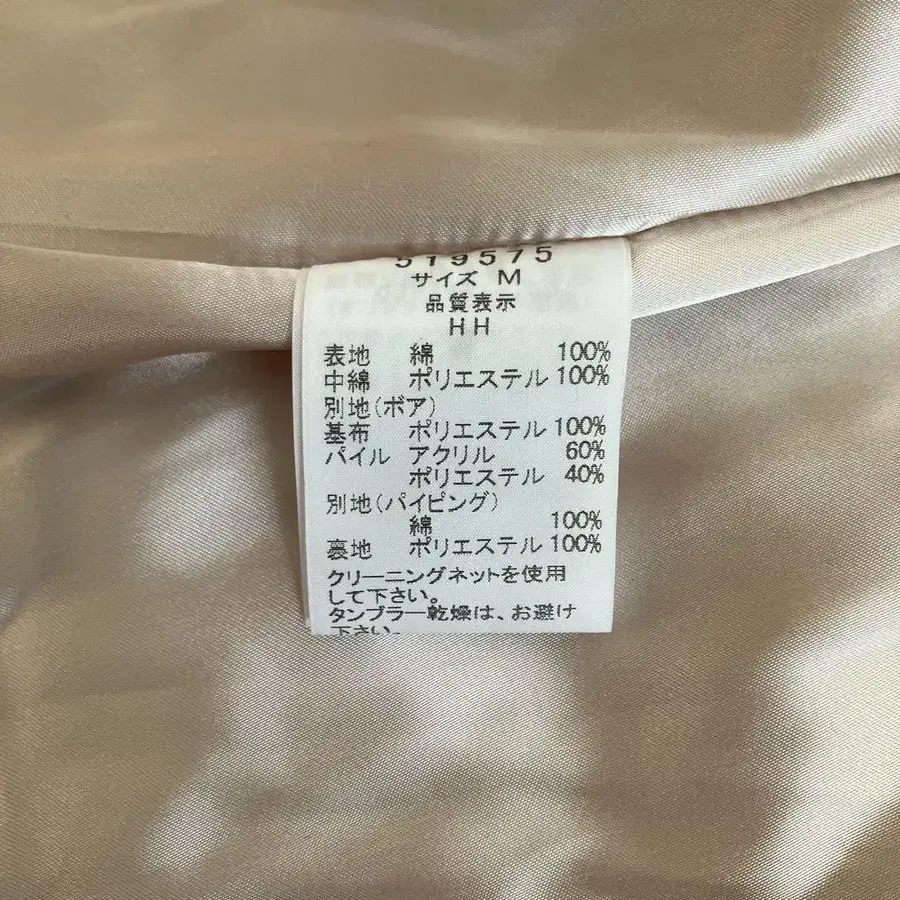 519575
サイズ M
品質表示
HH
表地 綿 100%
中綿 ポリエステル 100%
別地(ボア)
基布 ポリエステル 100%
パイル アクリル 60%
ポリエステル 40%
別地(パイピング)
綿 100%
裏地 ポリエステル 100%
クリーニングネットを使用
して下さい。
タンブラー乾燥は、お避け
下さい。